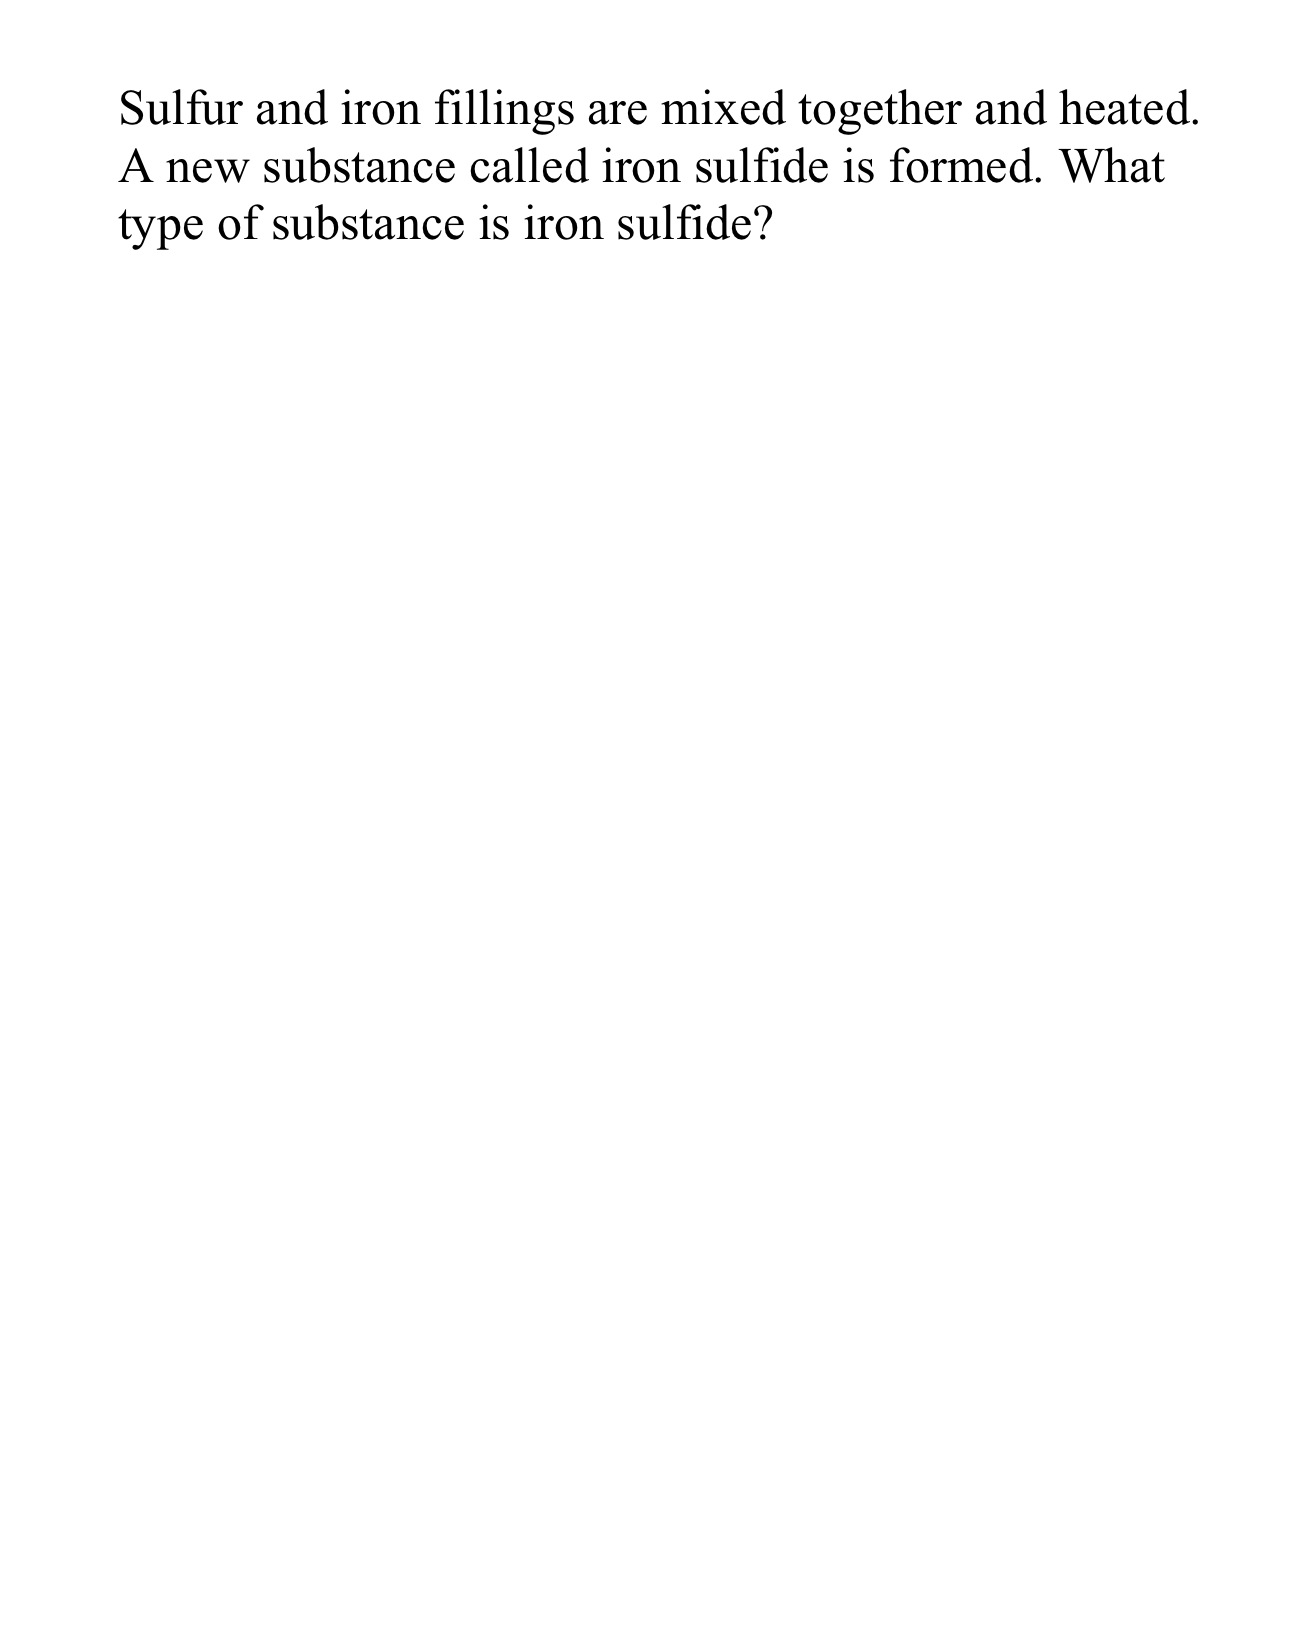 Sulfur and iron fillings are mixed together and heated.
A new substance called iron sulfide is formed. What
type of substance is iron sulfide?